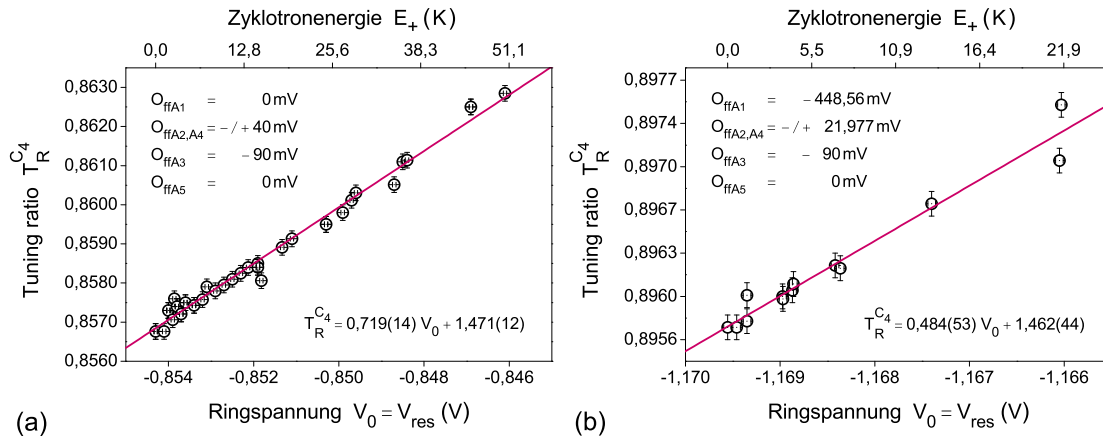 Zyklotronenergie E₊ (K)
0,0 12,8 25,6 38,3 51,1
Tuning ratio T_R^C₄
0,8630
0,8620
0,8610
0,8600
0,8590
0,8580
0,8570
0,8560
O_ffA1 = 0 mV
O_ffA2,A4 = − / + 40 mV
O_ffA3 = − 90 mV
O_ffA5 = 0 mV
T_R^C₄ = 0,719(14) V₀ + 1,471(12)
-0,854 -0,852 -0,850 -0,848 -0,846
Ringspannung V₀ = V_res (V)
(a)
Zyklotronenergie E₊ (K)
0,0 5,5 10,9 16,4 21,9
Tuning ratio T_R^C₄
0,8977
0,8974
0,8970
0,8967
0,8963
0,8960
0,8956
O_ffA1 = − 448,56 mV
O_ffA2,A4 = − / + 21,977 mV
O_ffA3 = − 90 mV
O_ffA5 = 0 mV
T_R^C₄ = 0,484(53) V₀ + 1,462(44)
-1,170 -1,169 -1,168 -1,167 -1,166
Ringspannung V₀ = V_res (V)
(b)